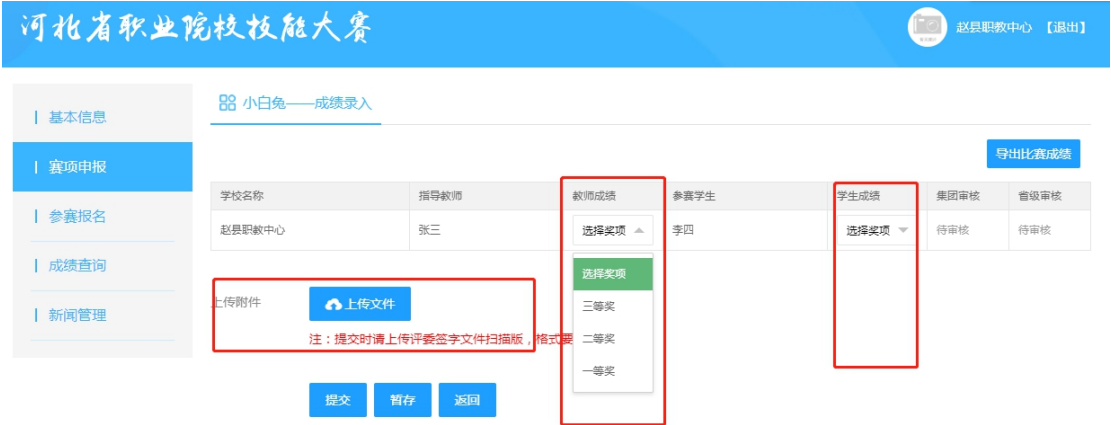 河北省职业院校技能大赛
赵县职教中心 【退出】
基本信息
赛项申报
参赛报名
成绩查询
新闻管理
小白兔——成绩录入
导出比赛成绩
学校名称 指导教师 教师成绩 参赛学生 学生成绩 集团审核 省级审核
赵县职教中心 张三 选择奖项 李四 选择奖项 待审核 待审核
选择奖项
三等奖
二等奖
一等奖
上传附件 上传文件
注：提交时请上传评委签字文件扫描版，格式要
提交 暂存 返回